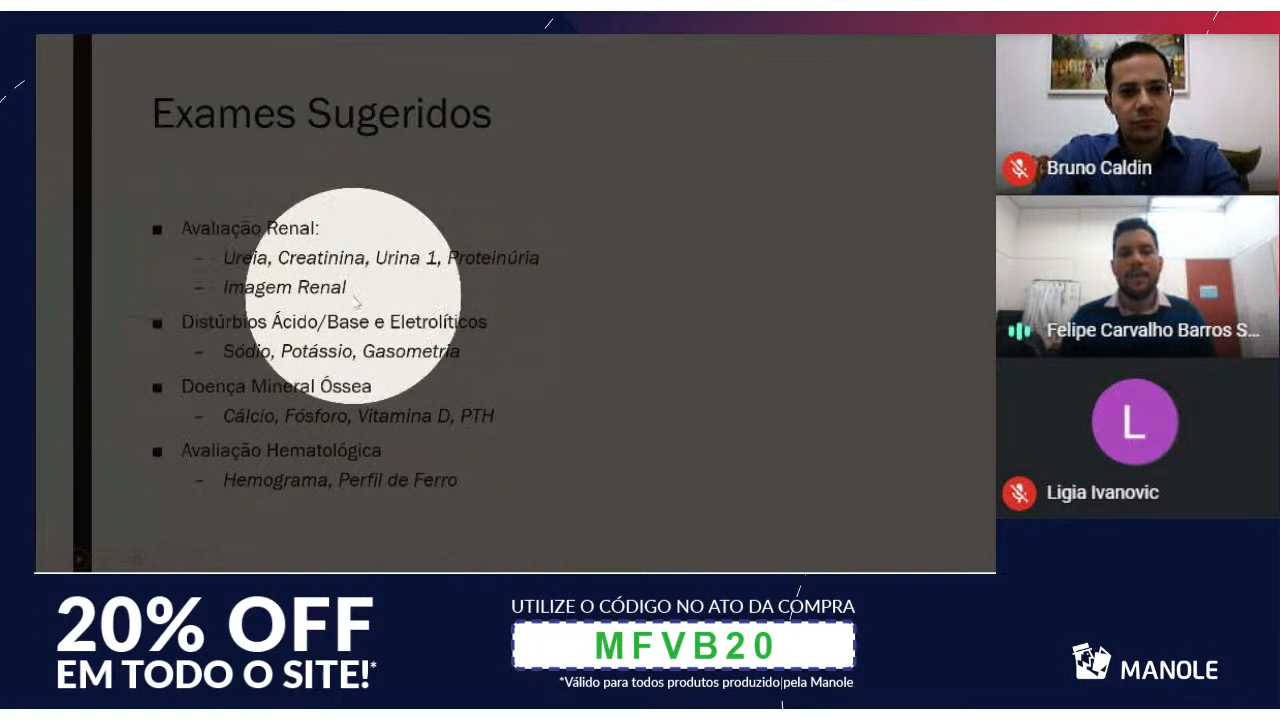 Exames Sugeridos
Avaliação Renal:
Ureia, Creatinina, Urina 1, Proteinúria
Imagem Renal
Distúrbios Ácido/Base e Eletrolíticos
Sódio, Potássio, Gasometria
Doença Mineral Óssea
Cálcio, Fósforo, Vitamina D, PTH
Avaliação Hematológica
Hemograma, Perfil de Ferro
Bruno Caldin
Felipe Carvalho Barros S...
L
Ligia Ivanovic
20% OFF
EM TODO O SITE!*
UTILIZE O CÓDIGO NO ATO DA COMPRA
MFVB20
*Válido para todos produtos produzido pela Manole
MANOLE